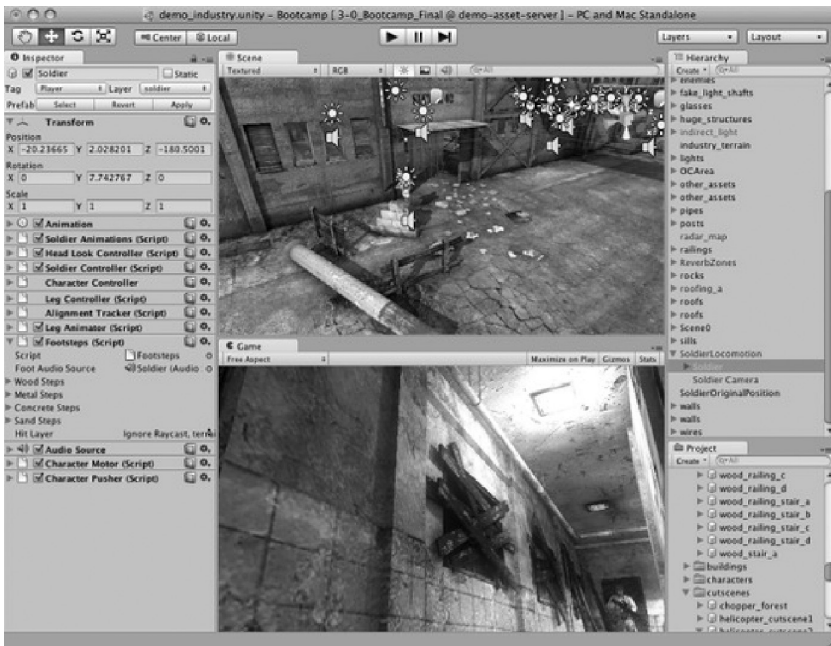 demo_industry.unity – Bootcamp [ 3-0_Bootcamp_Final @ demo-asset-server ] – PC and Mac Standalone
Center Local
Layers Layout
Inspector
Soldier Static
Tag Player Layer soldier
Prefab Select Revert Apply
Transform
Position
X -20.23665 Y 2.028201 Z -180.5001
Rotation
X 0 Y 7.742767 Z 0
Scale
X 1 Y 1 Z 1
Animation
Soldier Animations (Script)
Head Look Controller (Script)
Soldier Controller (Script)
Character Controller
Leg Controller (Script)
Alignment Tracker (Script)
Leg Animator (Script)
Footsteps (Script)
Script Footsteps
Foot Audio Source Soldier (Audio
Wood Steps
Metal Steps
Concrete Steps
Sand Steps
Hit Layer Ignore Raycast, terrai
Audio Source
Character Motor (Script)
Character Pusher (Script)
Scene
Textured RGB All
Game
Free Aspect Maximize on Play Gizmos Stats
Hierarchy
Create All
enemies
fake_light_shafts
glasses
huge_structures
indirect_light
industry_terrain
lights
OCArea
other_assets
other_assets
pipes
posts
radar_map
railings
ReverbZones
rocks
roofing_a
roofs
roofs
Scene0
sills
SoldierLocomotion
Soldier
Soldier Camera
SoldierOriginalPosition
walls
walls
wires
Project
Create All
wood_railing_c
wood_railing_d
wood_railing_stair_a
wood_railing_stair_b
wood_railing_stair_c
wood_railing_stair_d
wood_stair_a
buildings
characters
cutscenes
chopper_forest
helicopter_cutscene1
helicopter_cutscene2